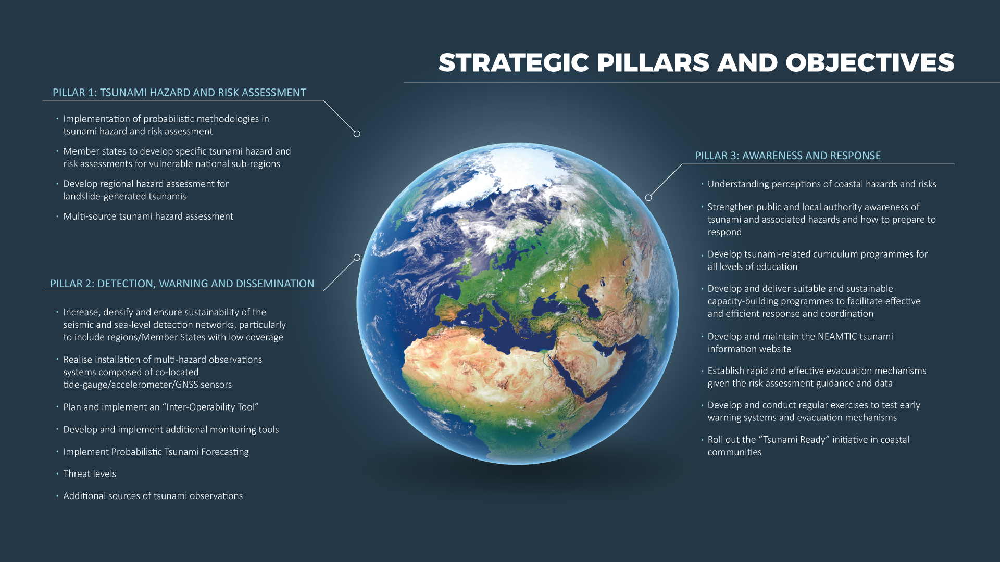 STRATEGIC PILLARS AND OBJECTIVES
PILLAR 1: TSUNAMI HAZARD AND RISK ASSESSMENT
· Implementation of probabilistic methodologies in
tsunami hazard and risk assessment
· Member states to develop specific tsunami hazard and
risk assessments for vulnerable national sub-regions
· Develop regional hazard assessment for
landslide-generated tsunamis
· Multi-source tsunami hazard assessment
PILLAR 2: DETECTION, WARNING AND DISSEMINATION
· Increase, densify and ensure sustainability of the
seismic and sea-level detection networks, particularly
to include regions/Member States with low coverage
· Realise installation of multi-hazard observations
systems composed of co-located
tide-gauge/accelerometer/GNSS sensors
· Plan and implement an “Inter-Operability Tool”
· Develop and implement additional monitoring tools
· Implement Probabilistic Tsunami Forecasting
· Threat levels
· Additional sources of tsunami observations
PILLAR 3: AWARENESS AND RESPONSE
· Understanding perceptions of coastal hazards and risks
· Strengthen public and local authority awareness of
tsunami and associated hazards and how to prepare to
respond
· Develop tsunami-related curriculum programmes for
all levels of education
· Develop and deliver suitable and sustainable
capacity-building programmes to facilitate effective
and efficient response and coordination
· Develop and maintain the NEAMTIC tsunami
information website
· Establish rapid and effective evacuation mechanisms
given the risk assessment guidance and data
· Develop and conduct regular exercises to test early
warning systems and evacuation mechanisms
· Roll out the “Tsunami Ready” initiative in coastal
communities